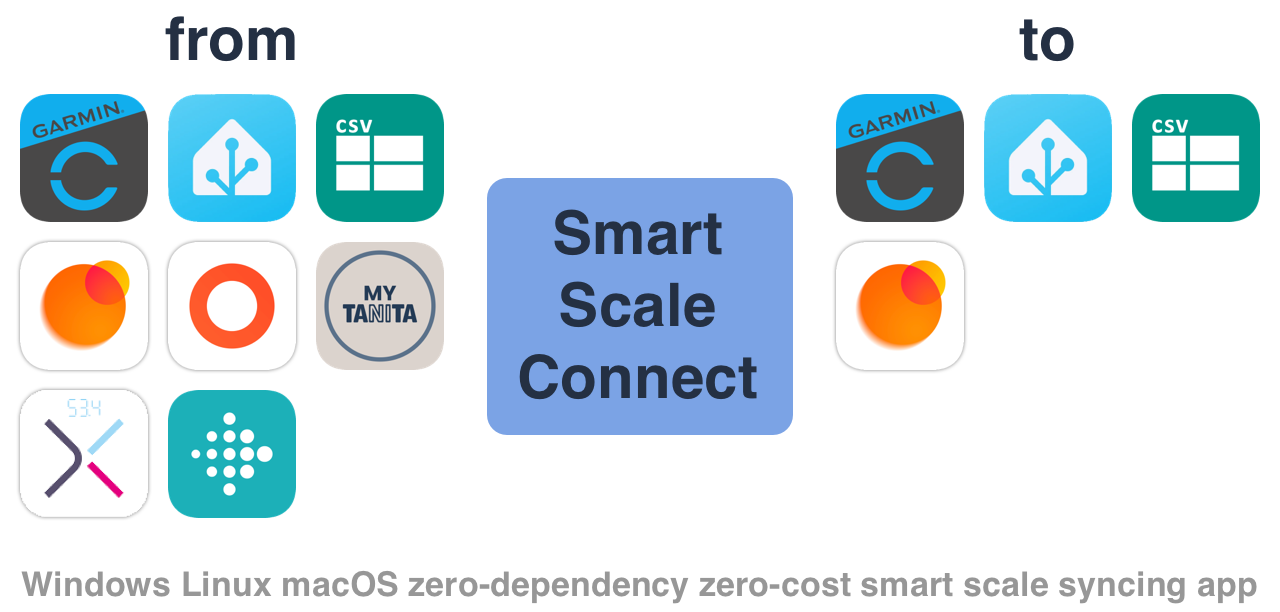 from
to
GARMIN.
CSV
GARMIN.
CSV
Smart
Scale
Connect
MY
TANITA
53.4
Windows Linux macOS zero-dependency zero-cost smart scale syncing app